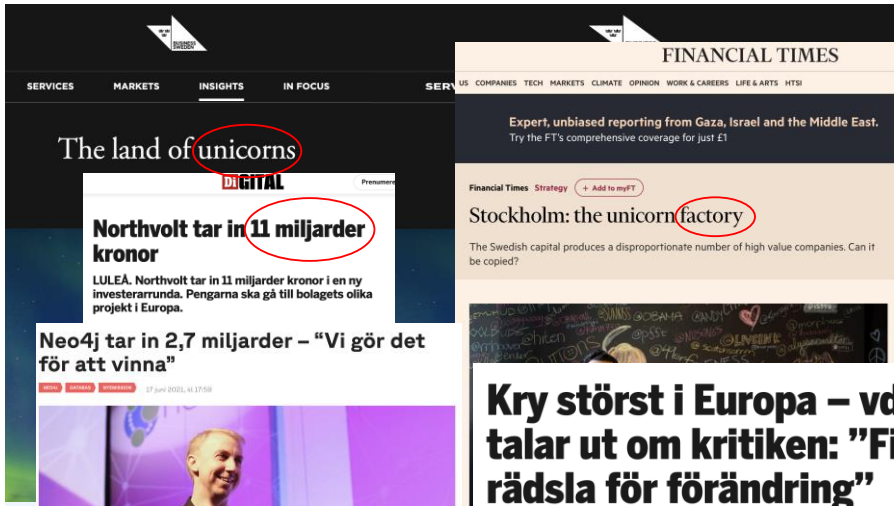 BUSINESS
SWEDEN
SERVICES MARKETS INSIGHTS IN FOCUS
The land of unicorns
DiGITAL
Northvolt tar in 11 miljarder
kronor
LULEÅ. Northvolt tar in 11 miljarder kronor i en ny
investerarrunda. Pengarna ska gå till bolagets olika
projekt i Europa.
Neo4j tar in 2,7 miljarder – “Vi gör det
för att vinna”
NEO4J DATABAS NYEMISSION 17 juni 2021, kl 17:59
FINANCIAL TIMES
US COMPANIES TECH MARKETS CLIMATE OPINION WORK & CAREERS LIFE & ARTS HTSI
Expert, unbiased reporting from Gaza, Israel and the Middle East.
Try the FT’s comprehensive coverage for just £1
Financial Times Strategy + Add to myFT
Stockholm: the unicorn factory
The Swedish capital produces a disproportionate number of high value companies. Can it
be copied?
Kry störst i Europa – vd
talar ut om kritiken: ”Fi
rädsla för förändring”